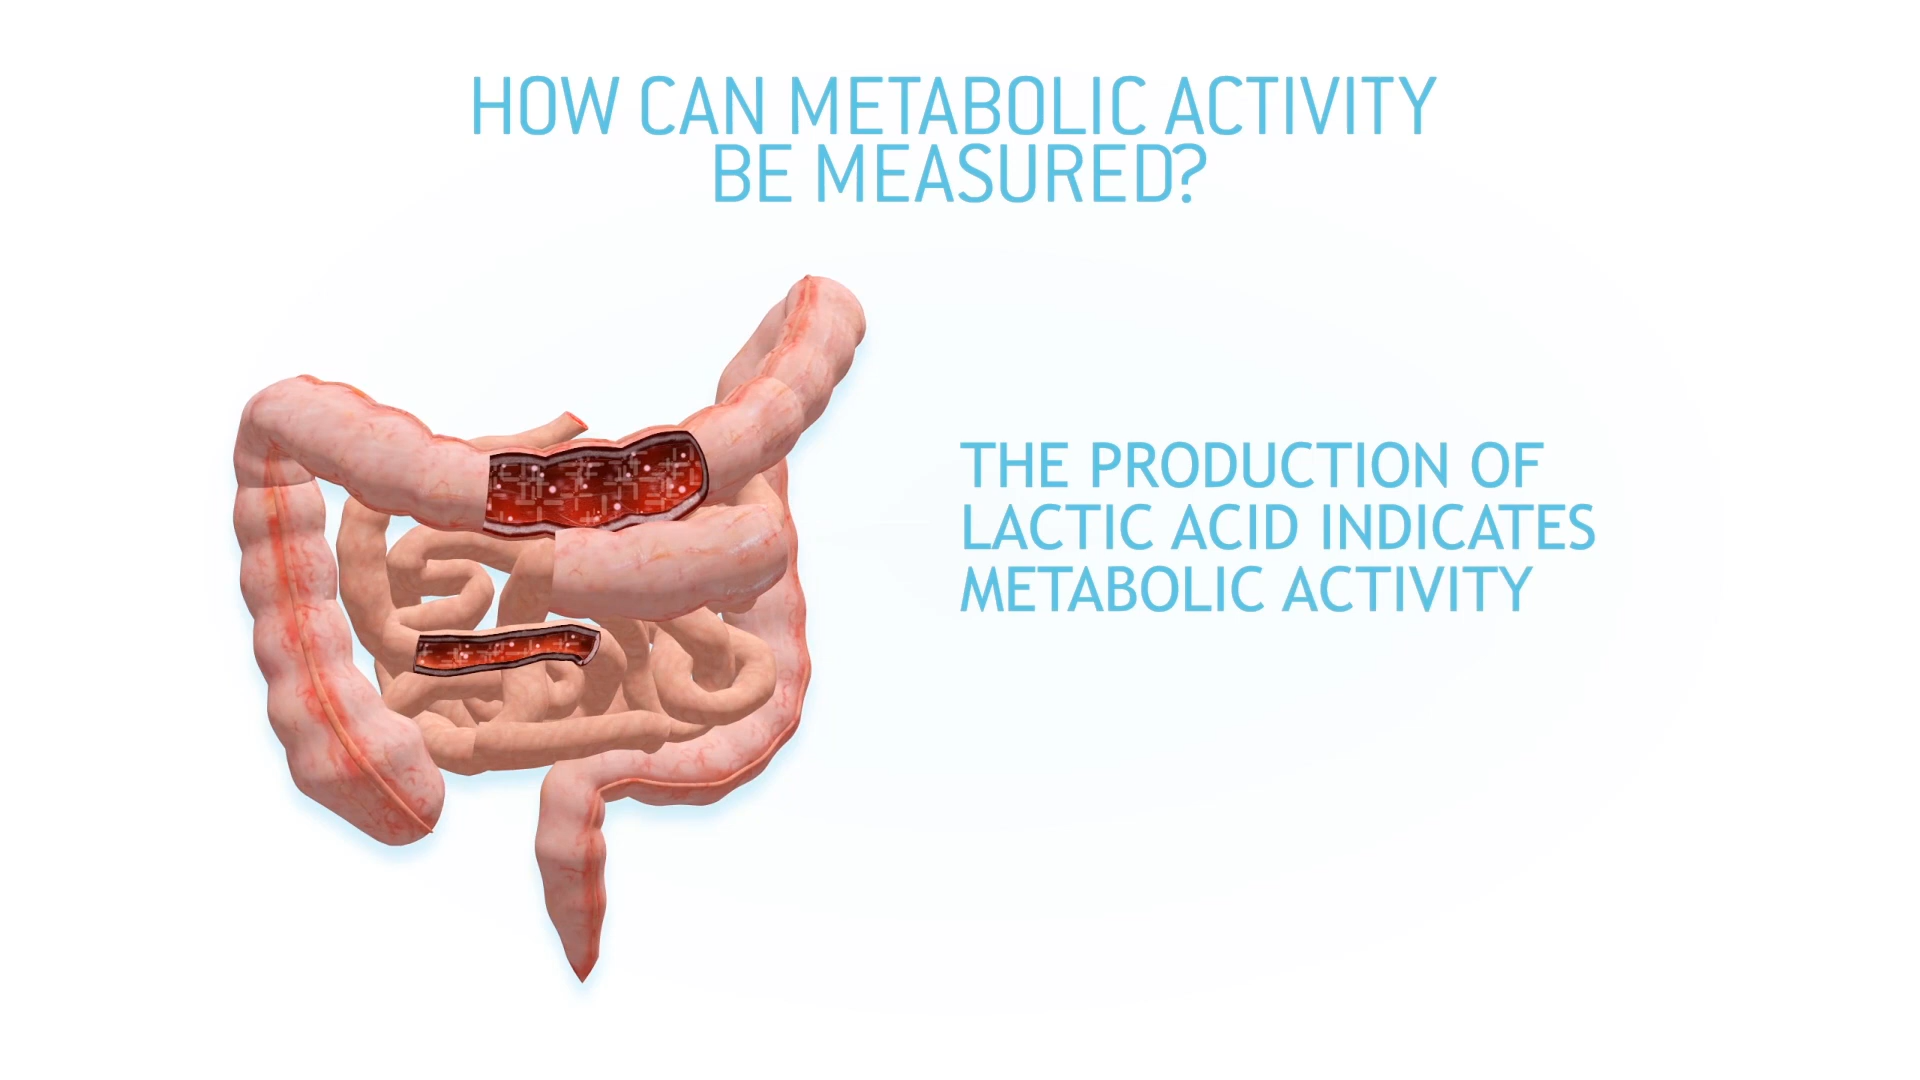 HOW CAN METABOLIC ACTIVITY
BE MEASURED?
THE PRODUCTION OF
LACTIC ACID INDICATES
METABOLIC ACTIVITY